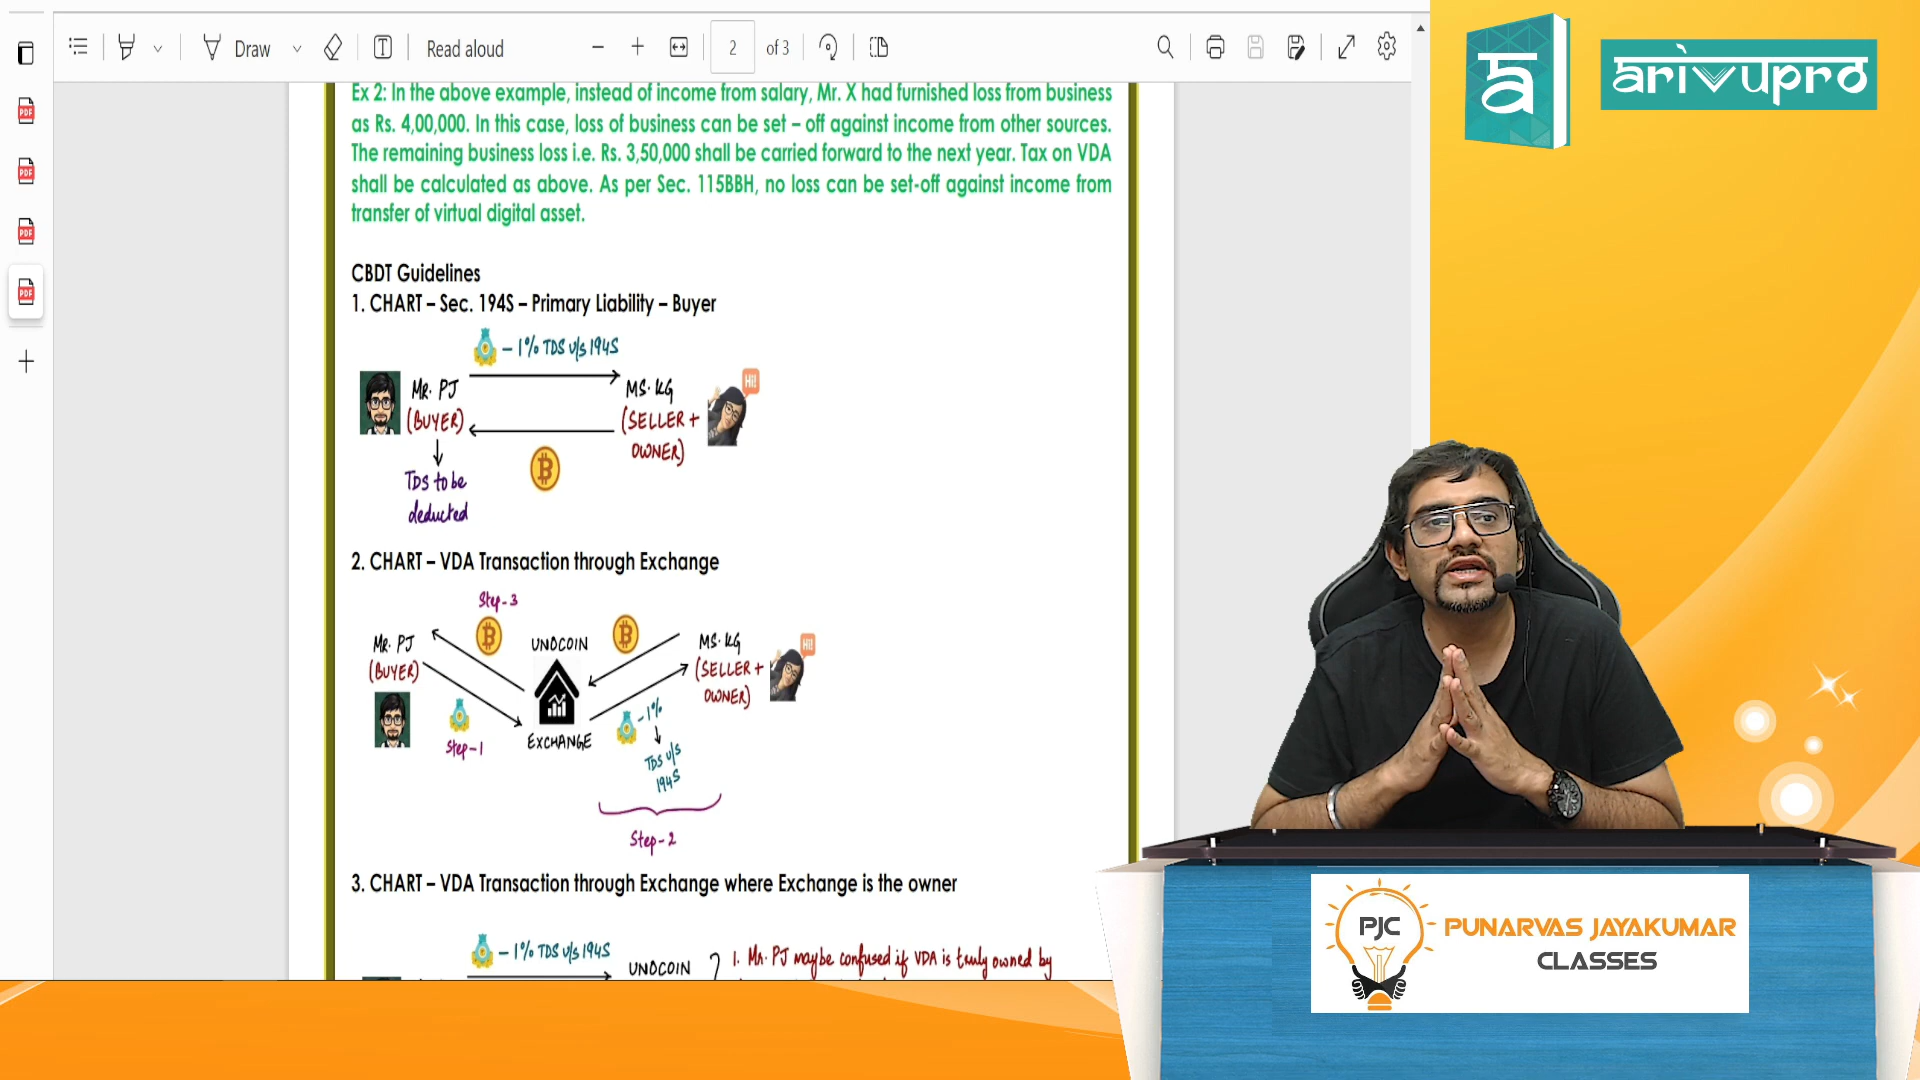 Draw
Read aloud
2
of 3
Ex 2: In the above example, instead of income from salary, Mr. X had furnished loss from business
as Rs. 4,00,000. In this case, loss of business can be set – off against income from other sources.
The remaining business loss i.e. Rs. 3,50,000 shall be carried forward to the next year. Tax on VDA
shall be calculated as above. As per Sec. 115BBH, no loss can be set-off against income from
transfer of virtual digital asset.
CBDT Guidelines
1. CHART – Sec. 194S – Primary Liability – Buyer
– 1% TDS u/s 194S
Mr. PJ
(BUYER)
TDS to be
deducted
MS. KG
(SELLER +
OWNER)
Hi!
2. CHART – VDA Transaction through Exchange
Step-3
Mr. PJ
(BUYER)
Step-1
UNOCOIN
EXCHANGE
MS. KG
(SELLER +
OWNER)
Hi!
-1%
TDS u/s
194S
Step-2
3. CHART – VDA Transaction through Exchange where Exchange is the owner
– 1% TDS u/s 194S
UNOCOIN
1. Mr. PJ maybe confused if VDA is truly owned by
PDF
PDF
PDF
PDF
a
arivupro
PJC
PUNARVAS JAYAKUMAR
CLASSES